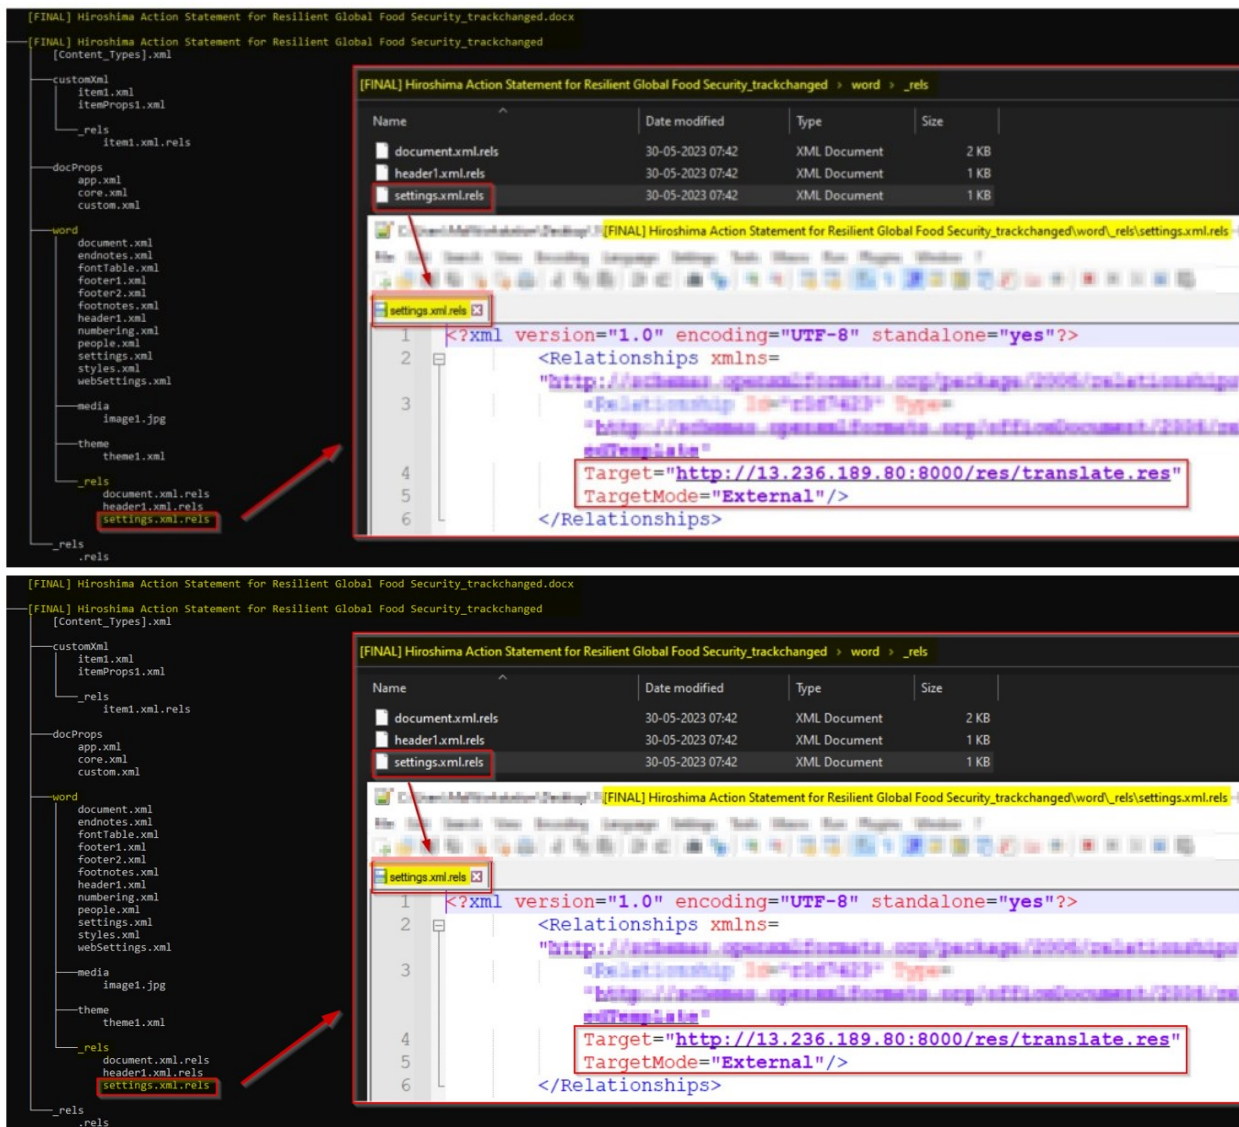 [FINAL] Hiroshima Action Statement for Resilient Global Food Security_trackchanged.docx
[FINAL] Hiroshima Action Statement for Resilient Global Food Security_trackchanged
[Content_Types].xml
customXml
item1.xml
itemProps1.xml
_rels
item1.xml.rels
docProps
app.xml
core.xml
custom.xml
word
document.xml
endnotes.xml
fontTable.xml
footer1.xml
footer2.xml
footnotes.xml
header1.xml
numbering.xml
people.xml
settings.xml
styles.xml
webSettings.xml
media
image1.jpg
theme
theme1.xml
_rels
document.xml.rels
header1.xml.rels
settings.xml.rels
_rels
.rels
[FINAL] Hiroshima Action Statement for Resilient Global Food Security_trackchanged > word > _rels
Name Date modified Type Size
document.xml.rels 30-05-2023 07:42 XML Document 2 KB
header1.xml.rels 30-05-2023 07:42 XML Document 1 KB
settings.xml.rels 30-05-2023 07:42 XML Document 1 KB
[FINAL] Hiroshima Action Statement for Resilient Global Food Security_trackchanged\word\_rels\settings.xml.rels
settings.xml.rels
1 <?xml version="1.0" encoding="UTF-8" standalone="yes"?>
2 <Relationships xmlns=
3
4 Target="http://13.236.189.80:8000/res/translate.res"
5 TargetMode="External"/>
6 </Relationships>
[FINAL] Hiroshima Action Statement for Resilient Global Food Security_trackchanged.docx
[FINAL] Hiroshima Action Statement for Resilient Global Food Security_trackchanged
[Content_Types].xml
customXml
item1.xml
itemProps1.xml
_rels
item1.xml.rels
docProps
app.xml
core.xml
custom.xml
word
document.xml
endnotes.xml
fontTable.xml
footer1.xml
footer2.xml
footnotes.xml
header1.xml
numbering.xml
people.xml
settings.xml
styles.xml
webSettings.xml
media
image1.jpg
theme
theme1.xml
_rels
document.xml.rels
header1.xml.rels
settings.xml.rels
_rels
.rels
[FINAL] Hiroshima Action Statement for Resilient Global Food Security_trackchanged > word > _rels
Name Date modified Type Size
document.xml.rels 30-05-2023 07:42 XML Document 2 KB
header1.xml.rels 30-05-2023 07:42 XML Document 1 KB
settings.xml.rels 30-05-2023 07:42 XML Document 1 KB
[FINAL] Hiroshima Action Statement for Resilient Global Food Security_trackchanged\word\_rels\settings.xml.rels
settings.xml.rels
1 <?xml version="1.0" encoding="UTF-8" standalone="yes"?>
2 <Relationships xmlns=
3
4 Target="http://13.236.189.80:8000/res/translate.res"
5 TargetMode="External"/>
6 </Relationships>